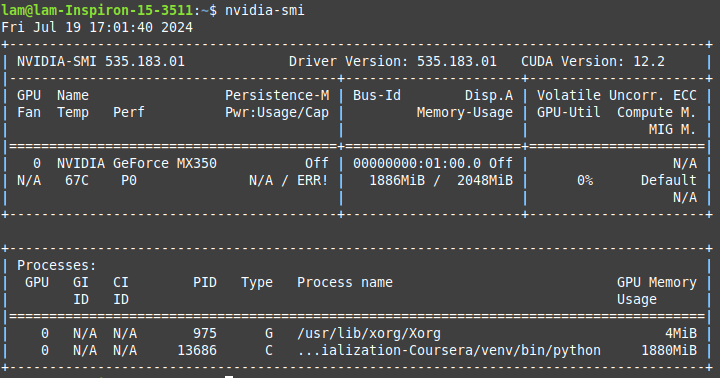 lam@lam-Inspiron-15-3511:~$ nvidia-smi
Fri Jul 19 17:01:40 2024
+---------------------------------------------------------------------------------------+
| NVIDIA-SMI 535.183.01             Driver Version: 535.183.01   CUDA Version: 12.2     |
|-----------------------------------------+----------------------+----------------------+
| GPU  Name                 Persistence-M | Bus-Id        Disp.A | Volatile Uncorr. ECC |
| Fan  Temp   Perf          Pwr:Usage/Cap |         Memory-Usage | GPU-Util  Compute M. |
|                                         |                      |               MIG M. |
|=========================================+======================+======================|
|   0  NVIDIA GeForce MX350           Off | 00000000:01:00.0 Off |                  N/A |
| N/A   67C    P0              N/A / ERR! |   1886MiB /  2048MiB |      0%      Default |
|                                         |                      |                  N/A |
+-----------------------------------------+----------------------+----------------------+

+---------------------------------------------------------------------------------------+
| Processes:                                                                            |
|  GPU   GI   CI        PID   Type   Process name                            GPU Memory |
|        ID   ID                                                             Usage      |
|=======================================================================================|
|    0   N/A  N/A       975      G   /usr/lib/xorg/Xorg                            4MiB |
|    0   N/A  N/A     13686      C   ...ialization-Coursera/venv/bin/python     1880MiB |
+---------------------------------------------------------------------------------------+